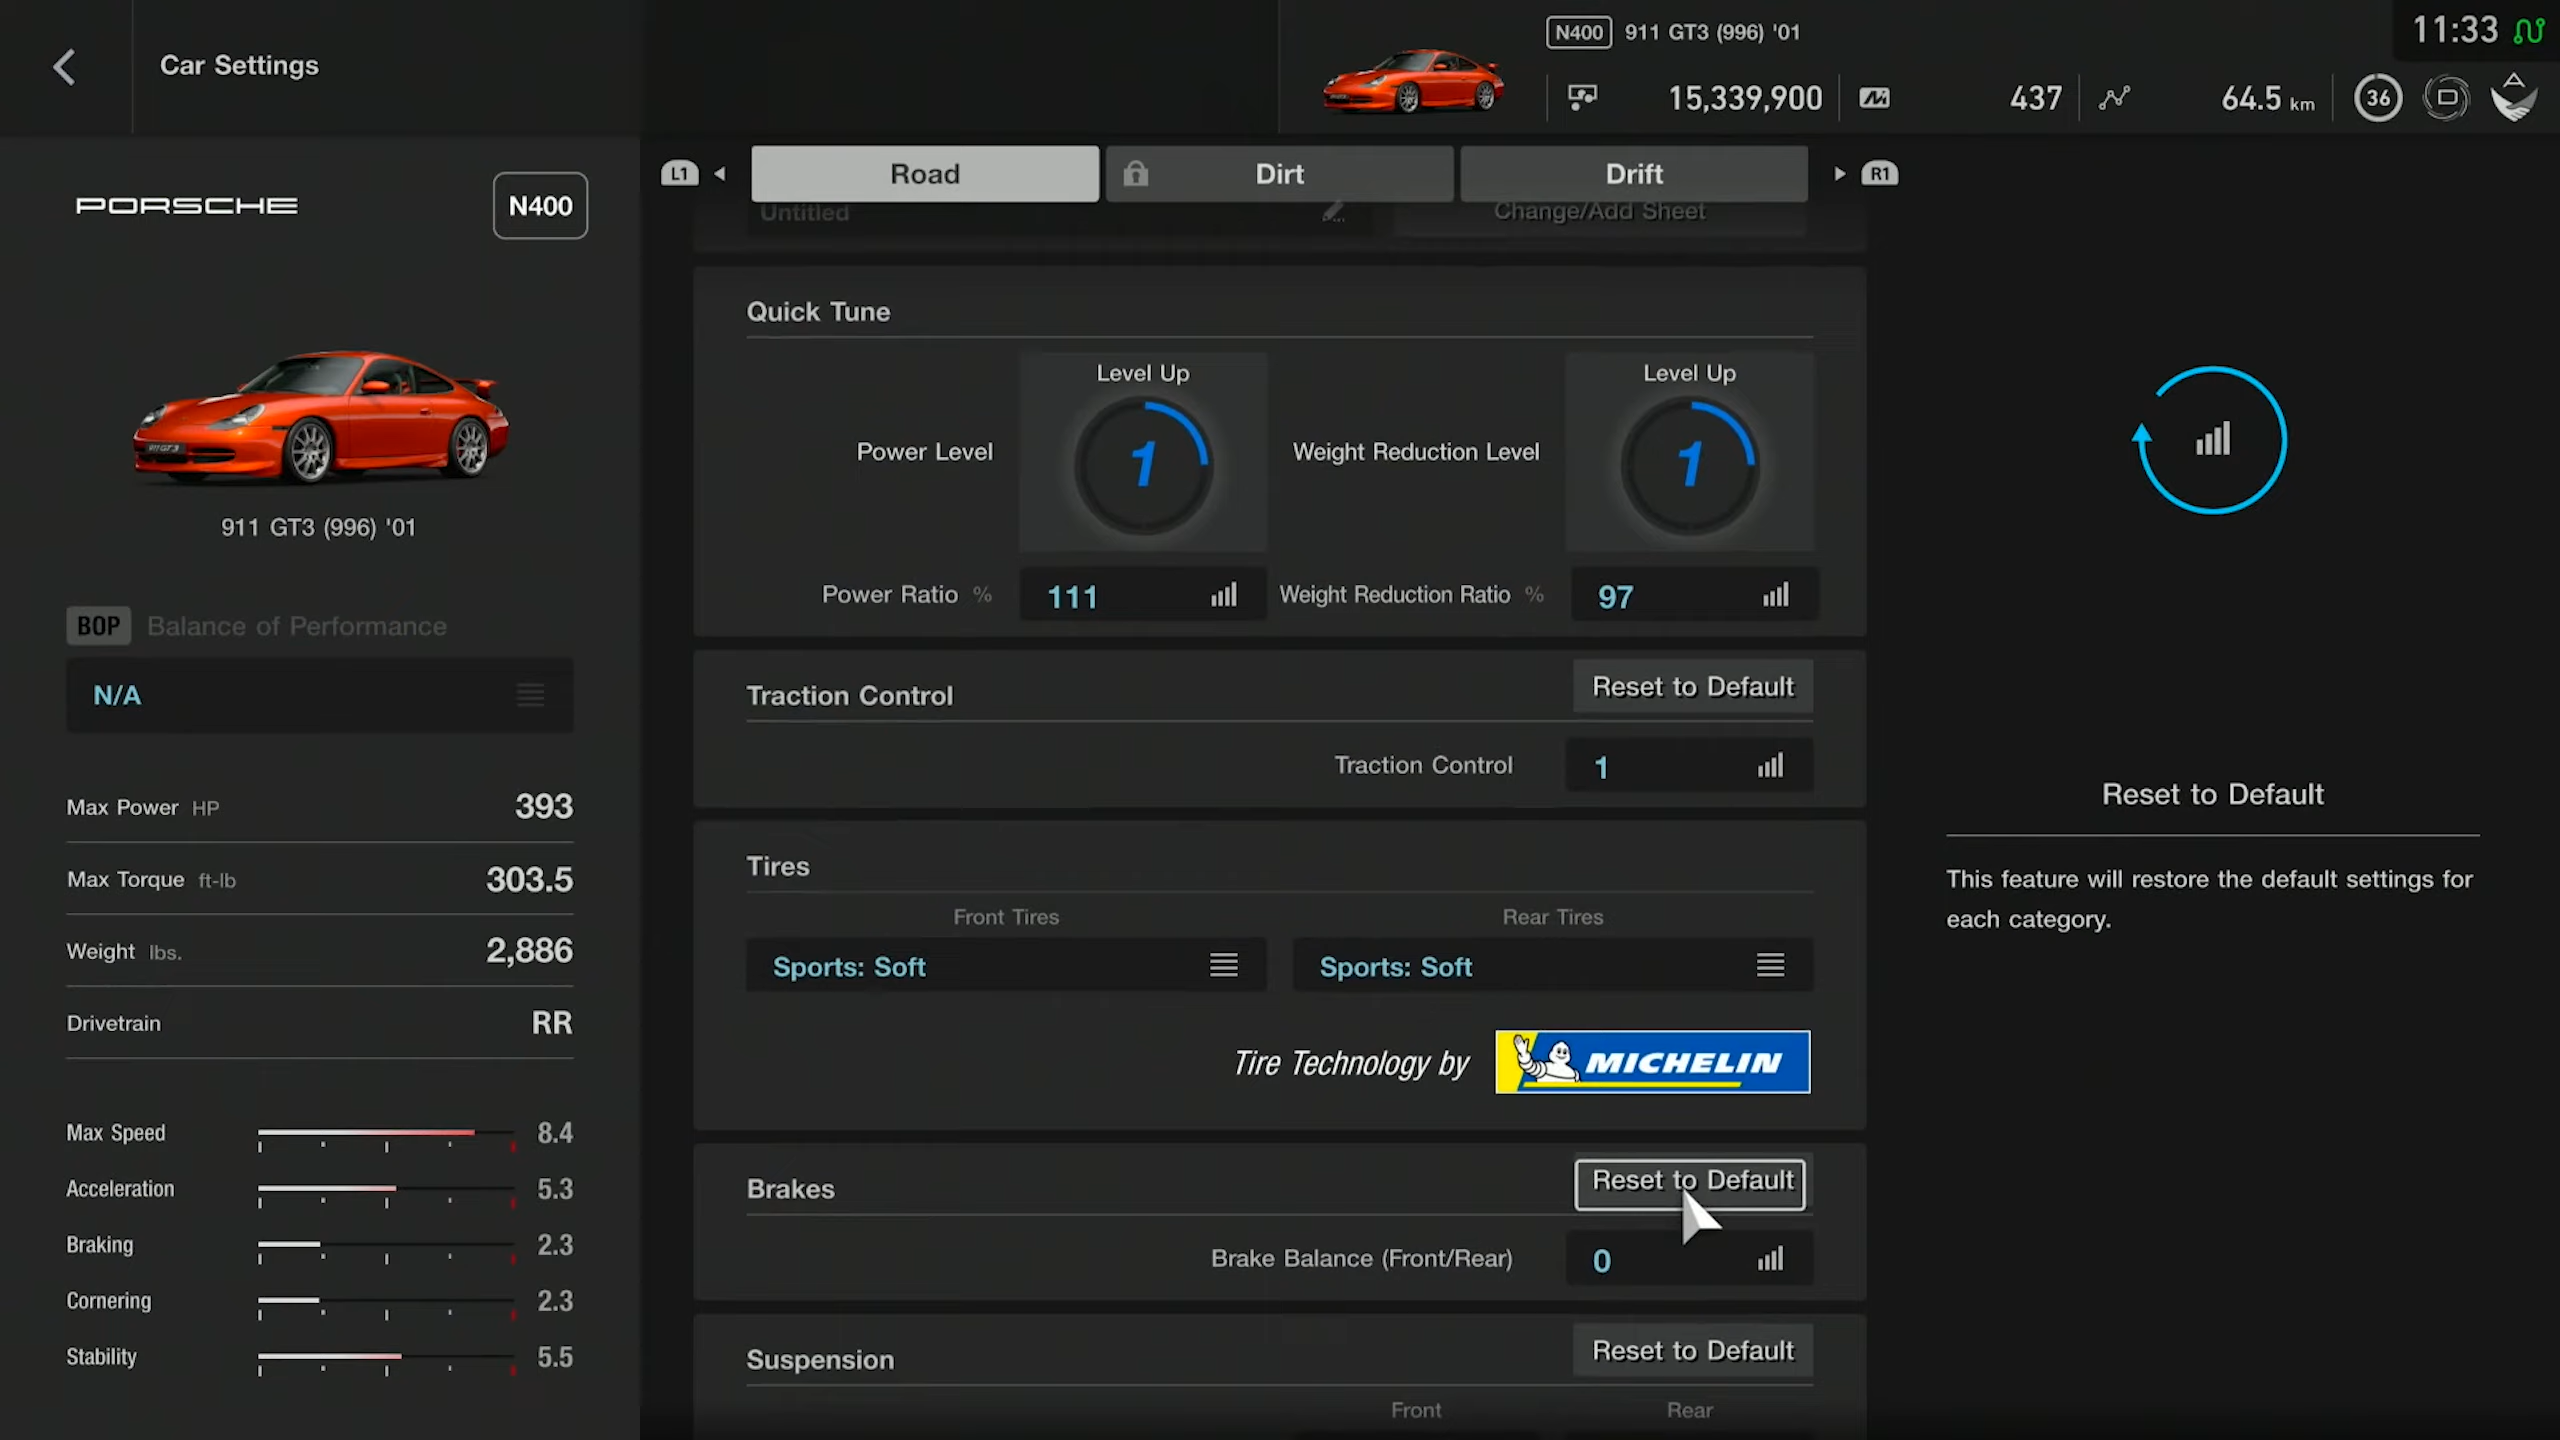 Car Settings
N400 911 GT3 (996) '01
11:33
15,339,900
437
64.5 km
36
PORSCHE
N400
911 GT3
911 GT3 (996) '01
BOP Balance of Performance
N/A
Max Power HP 393
Max Torque ft-lb 303.5
Weight lbs. 2,886
Drivetrain RR
Max Speed 8.4
Acceleration 5.3
Braking 2.3
Cornering 2.3
Stability 5.5
L1 Road Dirt Drift R1
Untitled Change/Add Sheet
Quick Tune
Level Up Level Up
Power Level 1 Weight Reduction Level 1
Power Ratio % 111 Weight Reduction Ratio % 97
Traction Control Reset to Default
Traction Control 1
Tires
Front Tires Rear Tires
Sports: Soft Sports: Soft
Tire Technology by MICHELIN
Brakes Reset to Default
Brake Balance (Front/Rear) 0
Suspension Reset to Default
Front Rear
Reset to Default
This feature will restore the default settings for
each category.